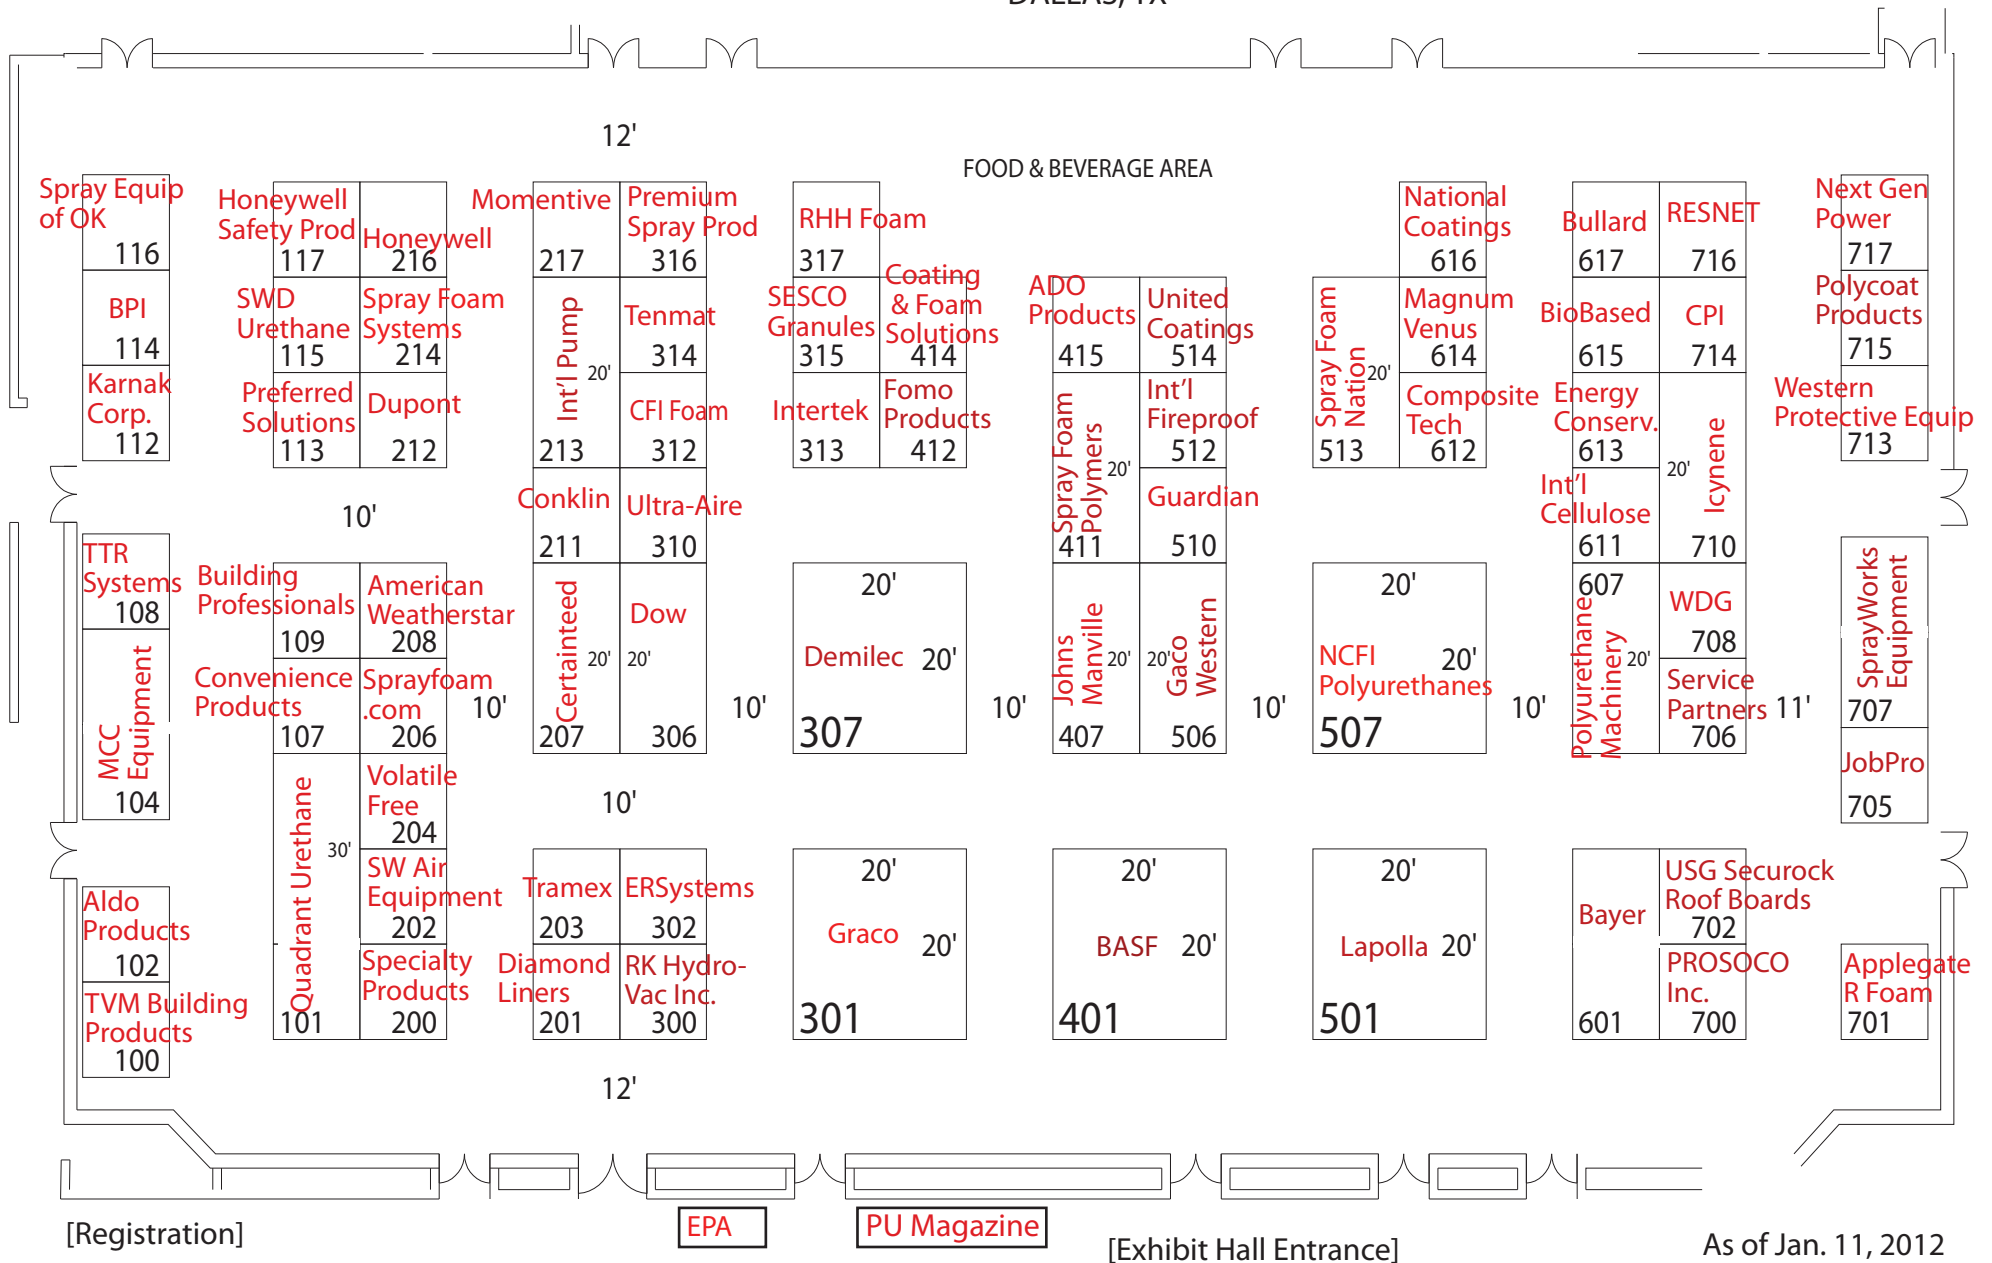 DALLAS, TX
12'
FOOD & BEVERAGE AREA
Spray Equip
of OK
116
BPI
114
Karnak
Corp.
112
TTR
Systems
108
MCC
Equipment
104
Aldo
Products
102
TVM Building
Products
100
Honeywell
Safety Prod
117
Honeywell
216
SWD
Urethane
115
Spray Foam
Systems
214
Preferred
Solutions
113
Dupont
212
10'
Building
Professionals
109
American
Weatherstar
208
Convenience
Products
107
Sprayfoam
.com
206
10'
Quadrant Urethane
30'
101
Volatile
Free
204
SW Air
Equipment
202
Specialty
Products
200
Momentive
217
Premium
Spray Prod
316
Int'l Pump
20'
213
Tenmat
314
CFI Foam
312
Conklin
211
Ultra-Aire
310
Certainteed
20'
207
Dow
20'
306
10'
10'
Tramex
203
ERSystems
302
Diamond
Liners
201
RK Hydro-
Vac Inc.
300
12'
RHH Foam
317
SESCO
Granules
315
Coating
& Foam
Solutions
414
Intertek
313
Fomo
Products
412
20'
Demilec
20'
307
10'
20'
Graco
20'
301
ADO
Products
415
United
Coatings
514
Spray Foam
Polymers
20'
411
Int'l
Fireproof
512
Guardian
510
Johns
Manville
20'
407
20'
Gaco
Western
506
10'
20'
BASF
20'
401
National
Coatings
616
Spray Foam
Nation
20'
513
Magnum
Venus
614
Composite
Tech
612
20'
NCFI
Polyurethanes
20'
507
10'
20'
Lapolla
20'
501
Bullard
617
RESNET
716
BioBased
615
CPI
714
Energy
Conserv.
613
20'
Icynene
710
Int'l
Cellulose
611
607
Polyurethane
Machinery
20'
WDG
708
Service
Partners
706
11'
Bayer
601
USG Securock
Roof Boards
702
PROSOCO
Inc.
700
Next Gen
Power
717
Polycoat
Products
715
Western
Protective Equip
713
SprayWorks
Equipment
707
JobPro
705
Applegate
R Foam
701
[Registration]
EPA
PU Magazine
[Exhibit Hall Entrance]
As of Jan. 11, 2012